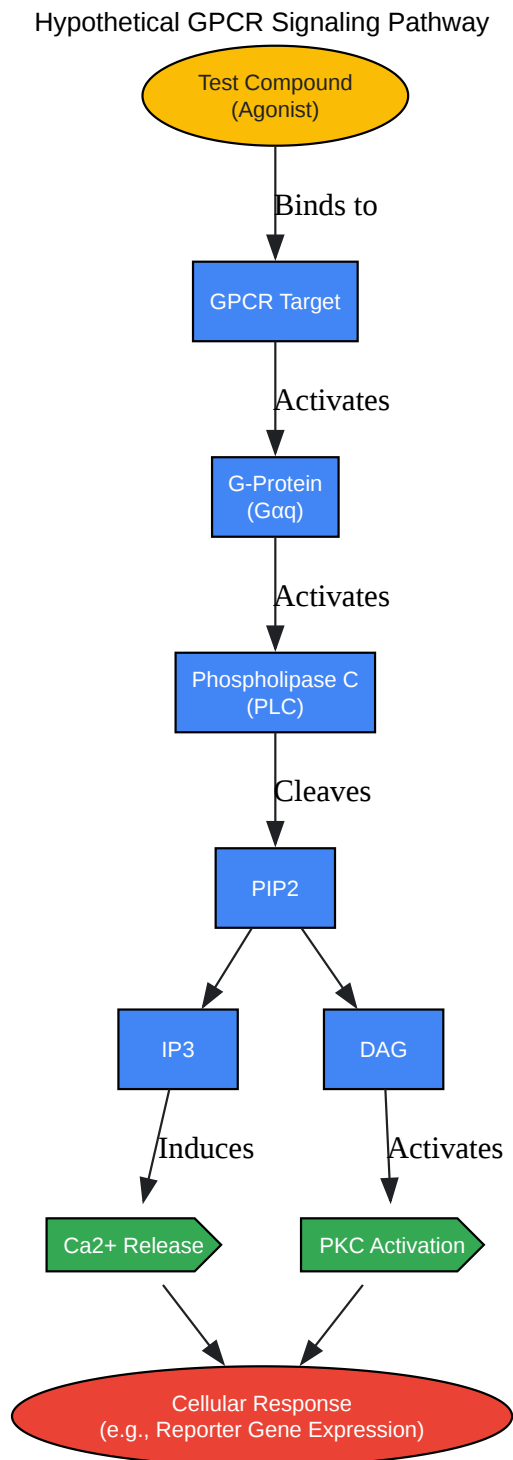 Hypothetical GPCR Signaling Pathway
Test Compound
(Agonist)
Binds to
GPCR Target
Activates
G-Protein
(Gαq)
Activates
Phospholipase C
(PLC)
Cleaves
PIP2
IP3
DAG
Induces
Activates
Ca2+ Release
PKC Activation
Cellular Response
(e.g., Reporter Gene Expression)